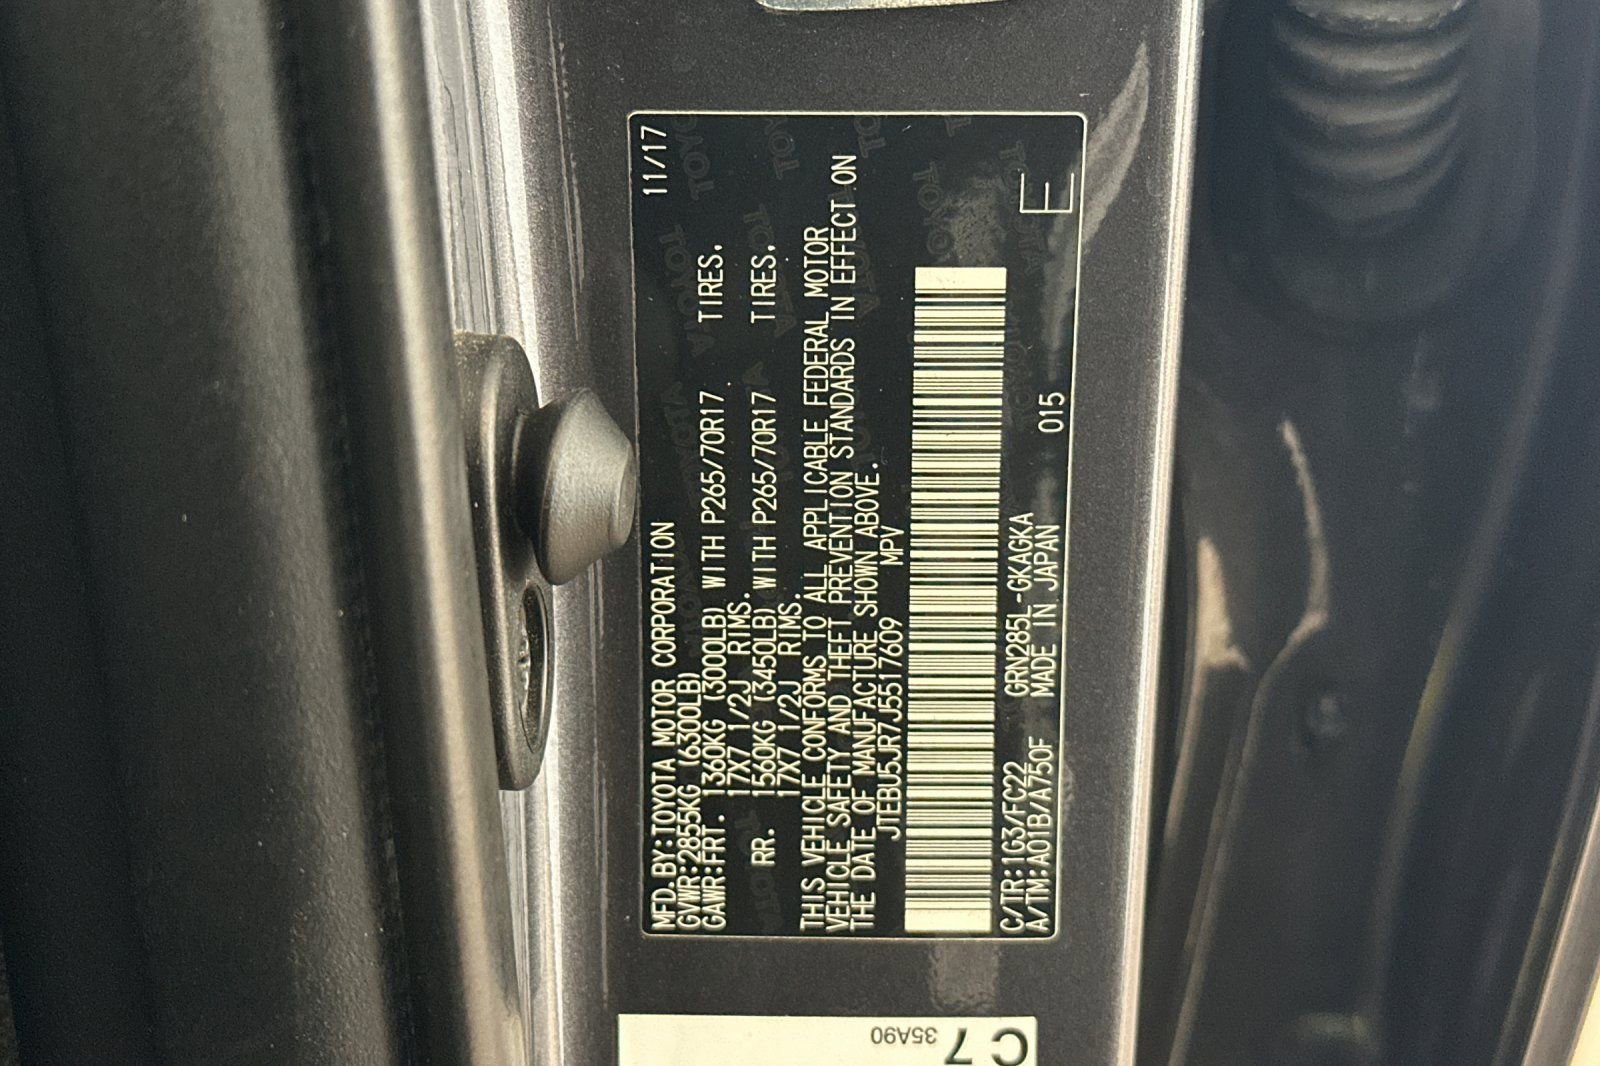 11/17
MFD.BY:TOYOTA MOTOR CORPORATION
GVWR:2855KG (6300LB)
GAWR:FRT. 1360KG (3000LB) WITH P265/70R17 TIRES.
17X7 1/2J RIMS.
RR. 1560KG (3450LB) WITH P265/70R17 TIRES.
17X7 1/2J RIMS.
THIS VEHICLE CONFORMS TO ALL APPLICABLE FEDERAL MOTOR
VEHICLE SAFETY AND THEFT PREVENTION STANDARDS IN EFFECT ON
THE DATE OF MANUFACTURE SHOWN ABOVE.
JTEBU5JR7J5517609 MPV
C/TR:1G3/FC22 GRN285L-GKAGKA
A/TM:A01B/A750F MADE IN JAPAN 015 E
C 7
35A90